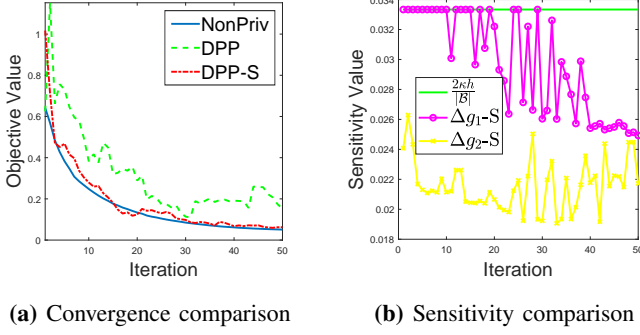 NonPriv
DPP
DPP-S
1
0.8
0.6
0.4
0.2
0
10 20 30 40 50
Objective Value
Iteration
(a) Convergence comparison
0.034
0.032
0.03
0.028
0.026
0.024
0.022
0.02
0.018
0 10 20 30 40 50
Sensitivity Value
2κh/|ℬ|
Δg₁-S
Δg₂-S
Iteration
(b) Sensitivity comparison